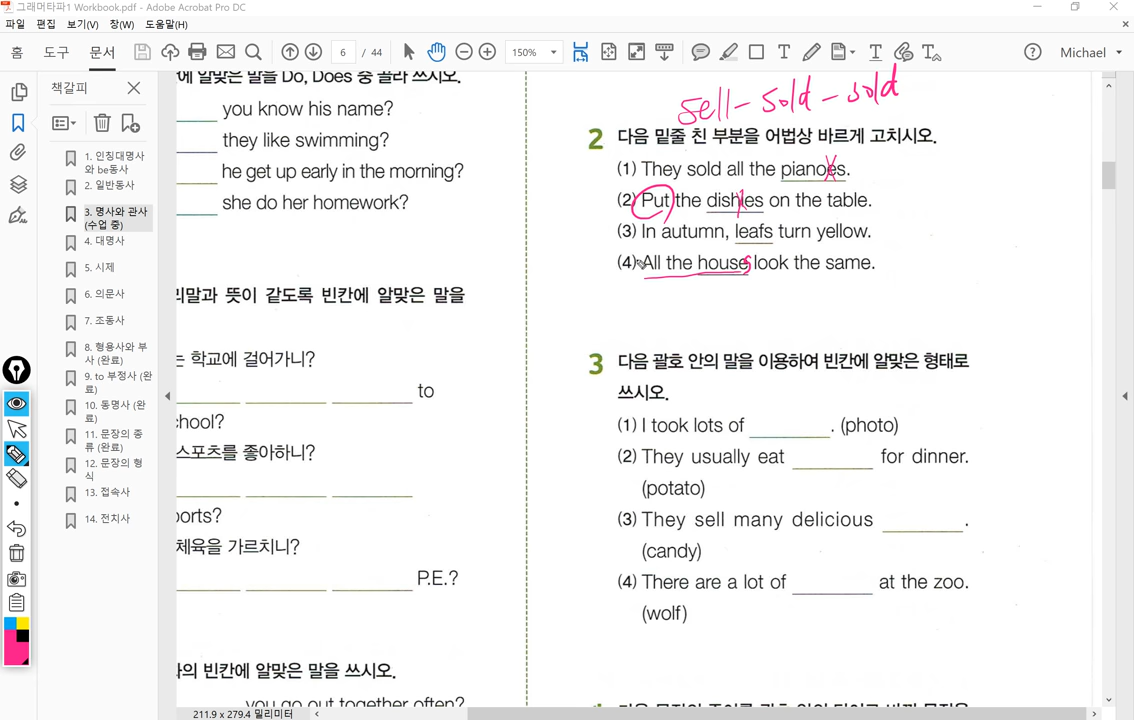 그래머타파1 Workbook.pdf - Adobe Acrobat Pro DC
파일 편집 보기(V) 창(W) 도움말(H)
홈 도구 문서 6 / 44 150% Michael
책갈피
1. 인칭대명사
와 be동사
2. 일반동사
3. 명사와 관사
(수업 중)
4. 대명사
5. 시제
6. 의문사
7. 조동사
8. 형용사와 부
사 (완료)
9. to 부정사 (완
료)
10. 동명사 (완
료)
11. 문장의 종
류 (완료)
12. 문장의 형
식
13. 접속사
14. 전치사
에 알맞은 말을 Do, Does 중 골라 쓰시오.
you know his name?
they like swimming?
he get up early in the morning?
she do her homework?
리말과 뜻이 같도록 빈칸에 알맞은 말을
는 학교에 걸어가니?
to
chool?
스포츠를 좋아하니?
ports?
체육을 가르치니?
P.E.?
의 빈칸에 알맞은 말을 쓰시오.
you go out together often?
sell - sold - sold
2 다음 밑줄 친 부분을 어법상 바르게 고치시오.
(1) They sold all the pianoes.
(2) Put the dishes on the table.
(3) In autumn, leafs turn yellow.
(4) All the houses look the same.
3 다음 괄호 안의 말을 이용하여 빈칸에 알맞은 형태로
쓰시오.
(1) I took lots of ________. (photo)
(2) They usually eat ________ for dinner.
(potato)
(3) They sell many delicious ________.
(candy)
(4) There are a lot of ________ at the zoo.
(wolf)
211.9 x 279.4 밀리미터